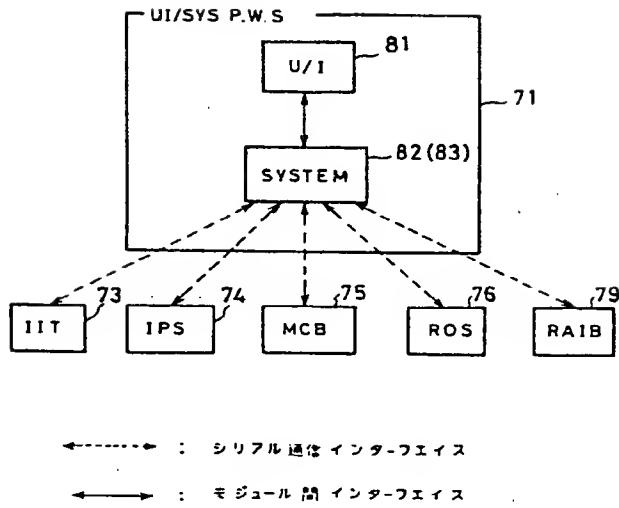 UI/SYS P.W.S
81
U/I
71
82(83)
SYSTEM
73
74
75
76
79
IIT
IPS
MCB
ROS
RAIB
: シリアル通信インターフェイス
: モジュール間インターフェイス